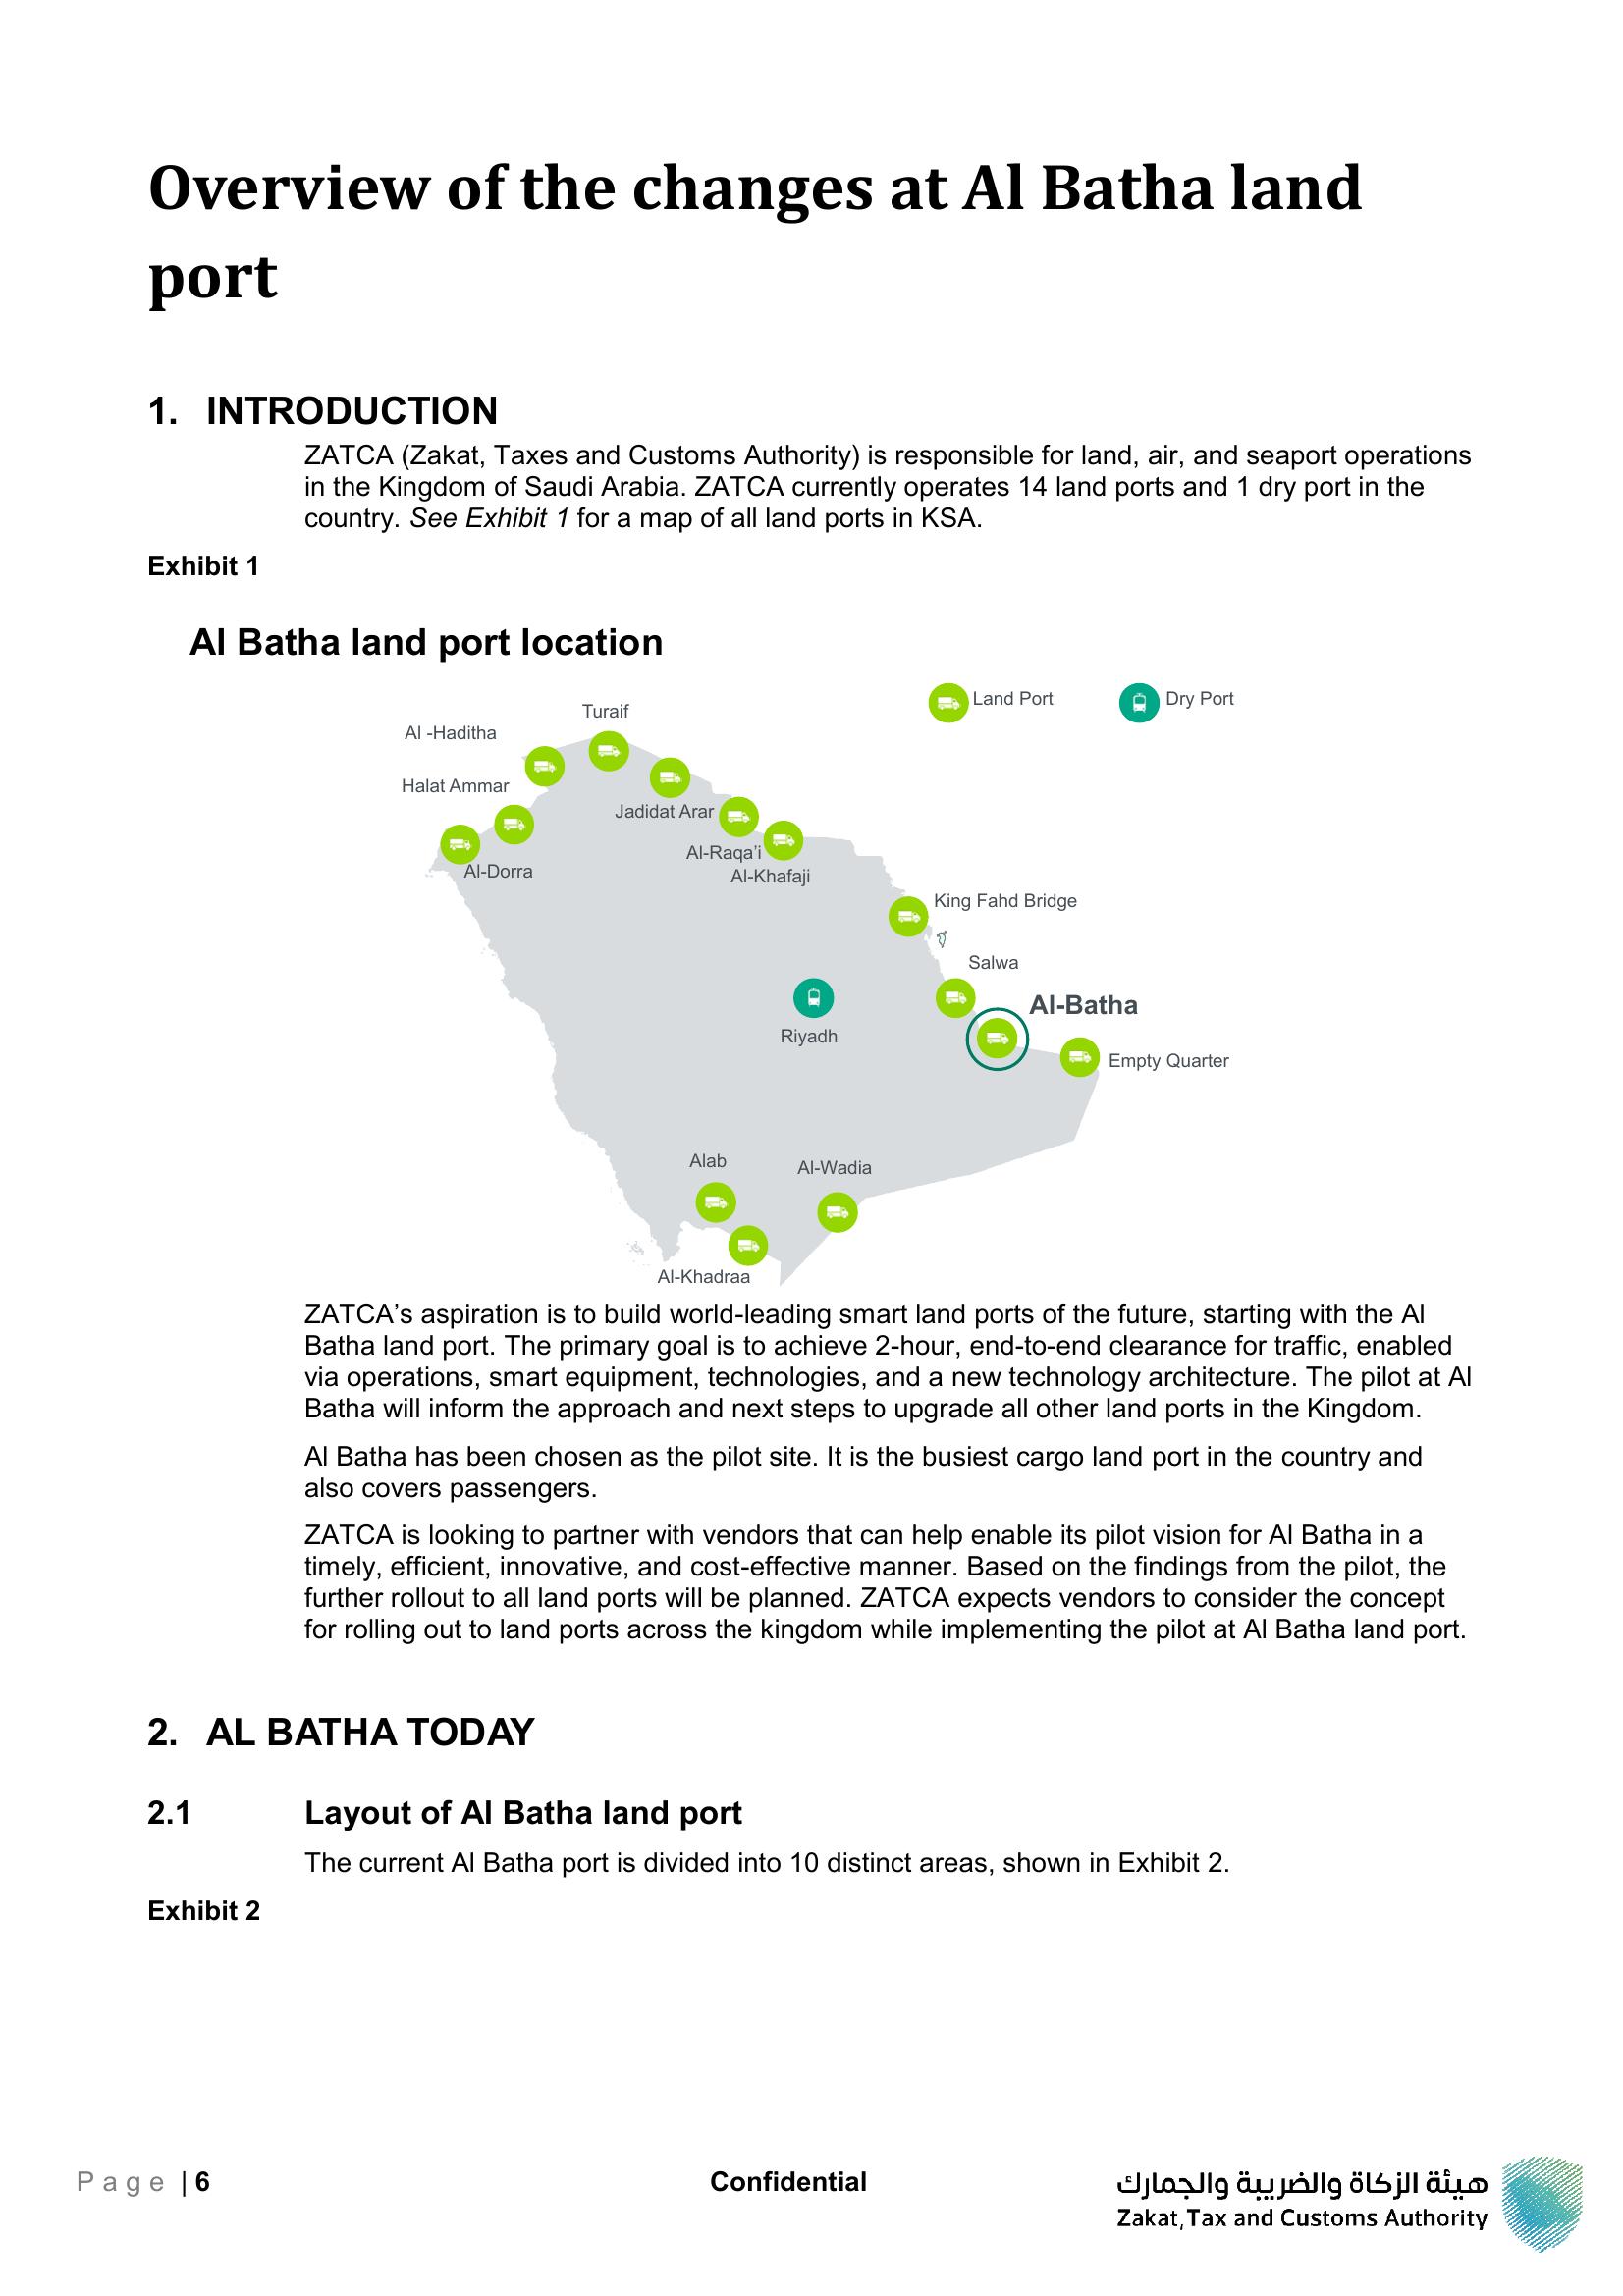 Overview of the changes at Al Batha land
port
1. INTRODUCTION
ZATCA (Zakat, Taxes and Customs Authority) is responsible for land, air, and seaport operations
in the Kingdom of Saudi Arabia. ZATCA currently operates 14 land ports and 1 dry port in the
country. See Exhibit 1 for a map of all land ports in KSA.
Exhibit 1
Al Batha land port location
Land Port
Dry Port
Turaif
Al -Haditha
Halat Ammar
Jadidat Arar
Al-Raqa’i
Al-Dorra
Al-Khafaji
King Fahd Bridge
Salwa
Al-Batha
Riyadh
Empty Quarter
Alab
Al-Wadia
Al-Khadraa
ZATCA’s aspiration is to build world-leading smart land ports of the future, starting with the Al
Batha land port. The primary goal is to achieve 2-hour, end-to-end clearance for traffic, enabled
via operations, smart equipment, technologies, and a new technology architecture. The pilot at Al
Batha will inform the approach and next steps to upgrade all other land ports in the Kingdom.
Al Batha has been chosen as the pilot site. It is the busiest cargo land port in the country and
also covers passengers.
ZATCA is looking to partner with vendors that can help enable its pilot vision for Al Batha in a
timely, efficient, innovative, and cost-effective manner. Based on the findings from the pilot, the
further rollout to all land ports will be planned. ZATCA expects vendors to consider the concept
for rolling out to land ports across the kingdom while implementing the pilot at Al Batha land port.
2. AL BATHA TODAY
2.1 Layout of Al Batha land port
The current Al Batha port is divided into 10 distinct areas, shown in Exhibit 2.
Exhibit 2
Page | 6
Confidential
هيئة الزكاة والضريبة والجمارك
Zakat, Tax and Customs Authority